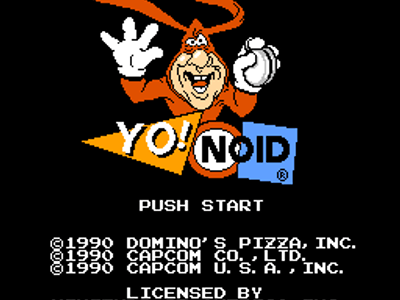 YO! NOID
®
PUSH START
©1990 DOMINO'S PIZZA, INC.
©1990 CAPCOM CO., LTD.
©1990 CAPCOM U.S.A., INC.
LICENSED BY